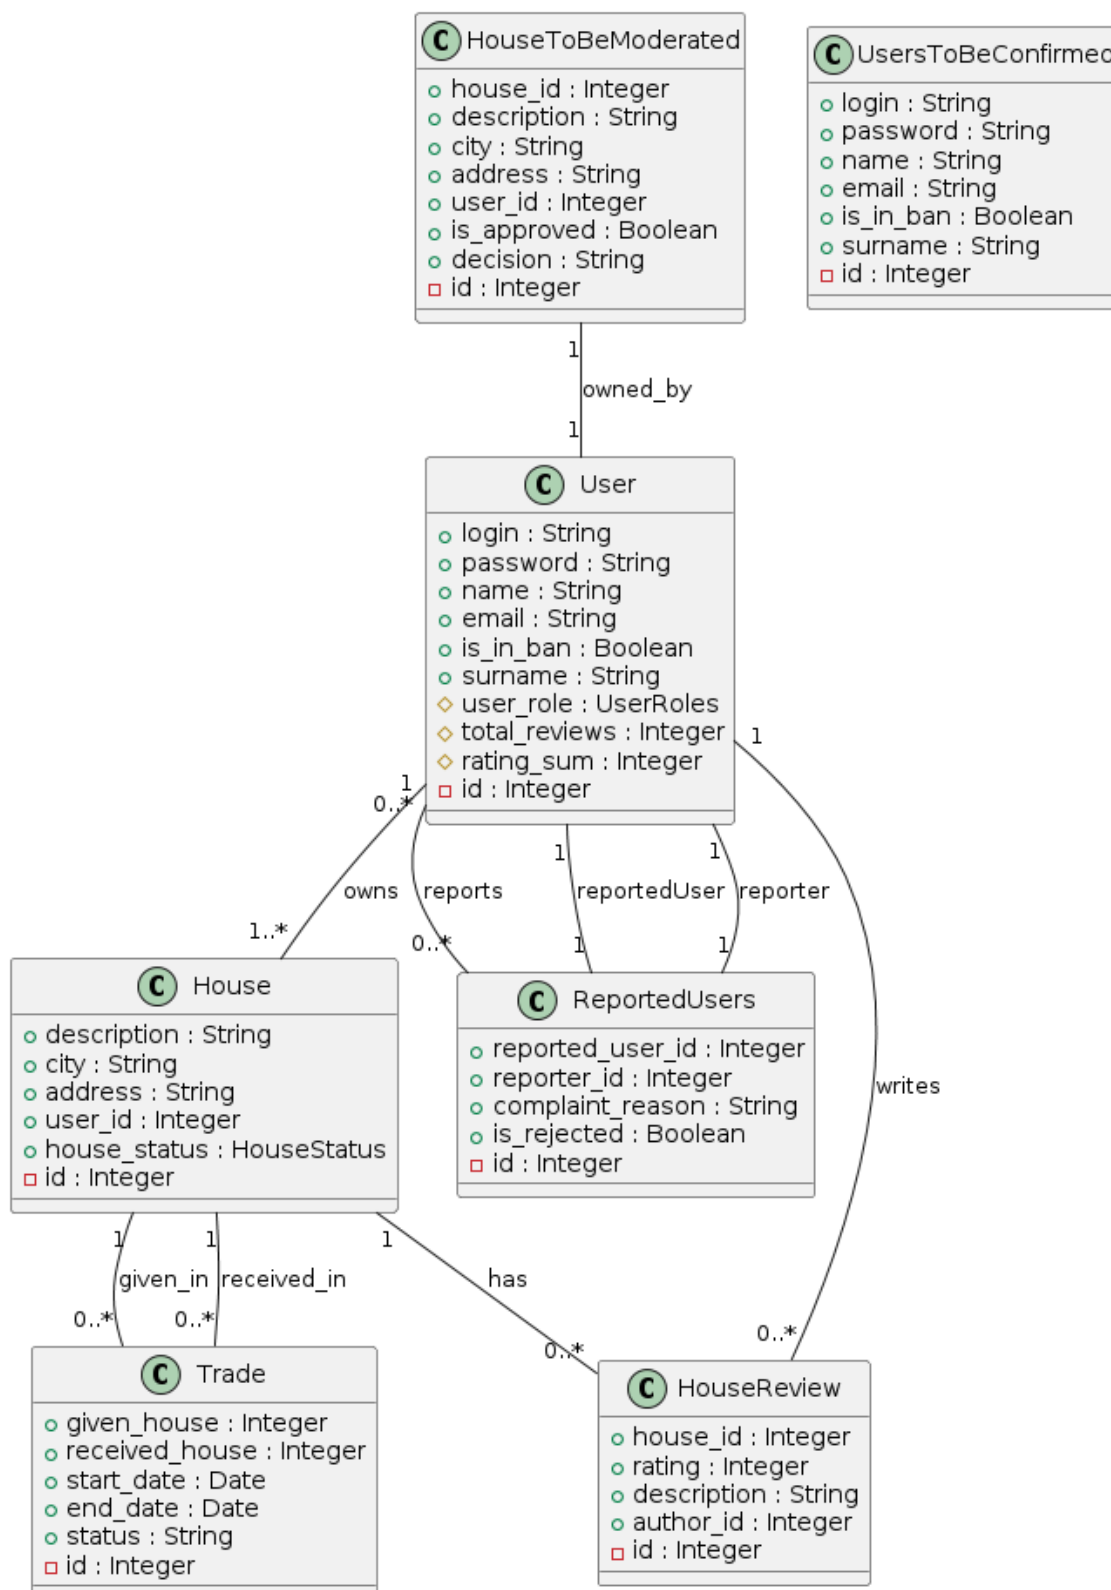 C HouseToBeModerated
house_id : Integer
description : String
city : String
address : String
user_id : Integer
is_approved : Boolean
decision : String
id : Integer
C UsersToBeConfirmed
login : String
password : String
name : String
email : String
is_in_ban : Boolean
surname : String
id : Integer
1
owned_by
1
C User
login : String
password : String
name : String
email : String
is_in_ban : Boolean
surname : String
user_role : UserRoles
total_reviews : Integer
rating_sum : Integer
id : Integer
1
0..*
1
1
1
owns
reports
reportedUser
reporter
1..*
0..*
1
1
C House
description : String
city : String
address : String
user_id : Integer
house_status : HouseStatus
id : Integer
C ReportedUsers
reported_user_id : Integer
reporter_id : Integer
complaint_reason : String
is_rejected : Boolean
id : Integer
writes
1
1
1
given_in
received_in
has
0..*
0..*
0..*
0..*
C Trade
given_house : Integer
received_house : Integer
start_date : Date
end_date : Date
status : String
id : Integer
C HouseReview
house_id : Integer
rating : Integer
description : String
author_id : Integer
id : Integer